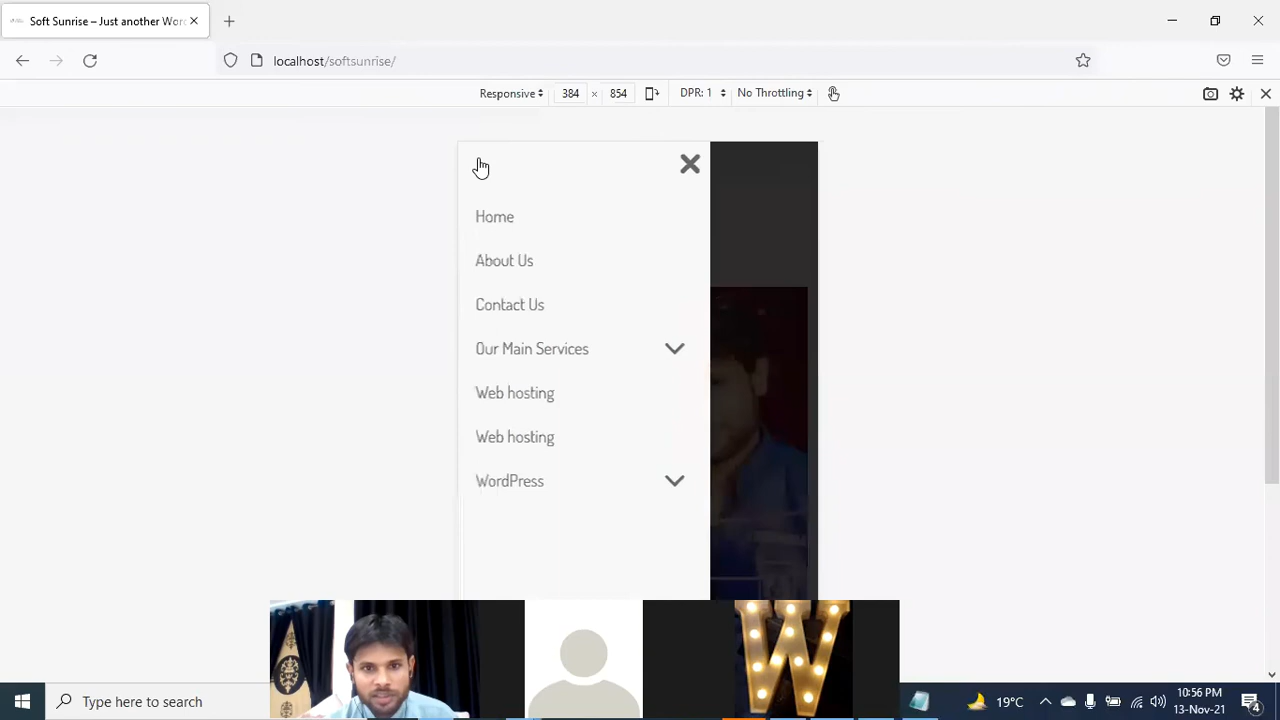 Soft Sunrise – Just another Wor
localhost/softsunrise/
Responsive 384 × 854 DPR: 1 No Throttling
Home
About Us
Contact Us
Our Main Services
Web hosting
Web hosting
WordPress
W
Type here to search
19°C
10:56 PM
13-Nov-21
4